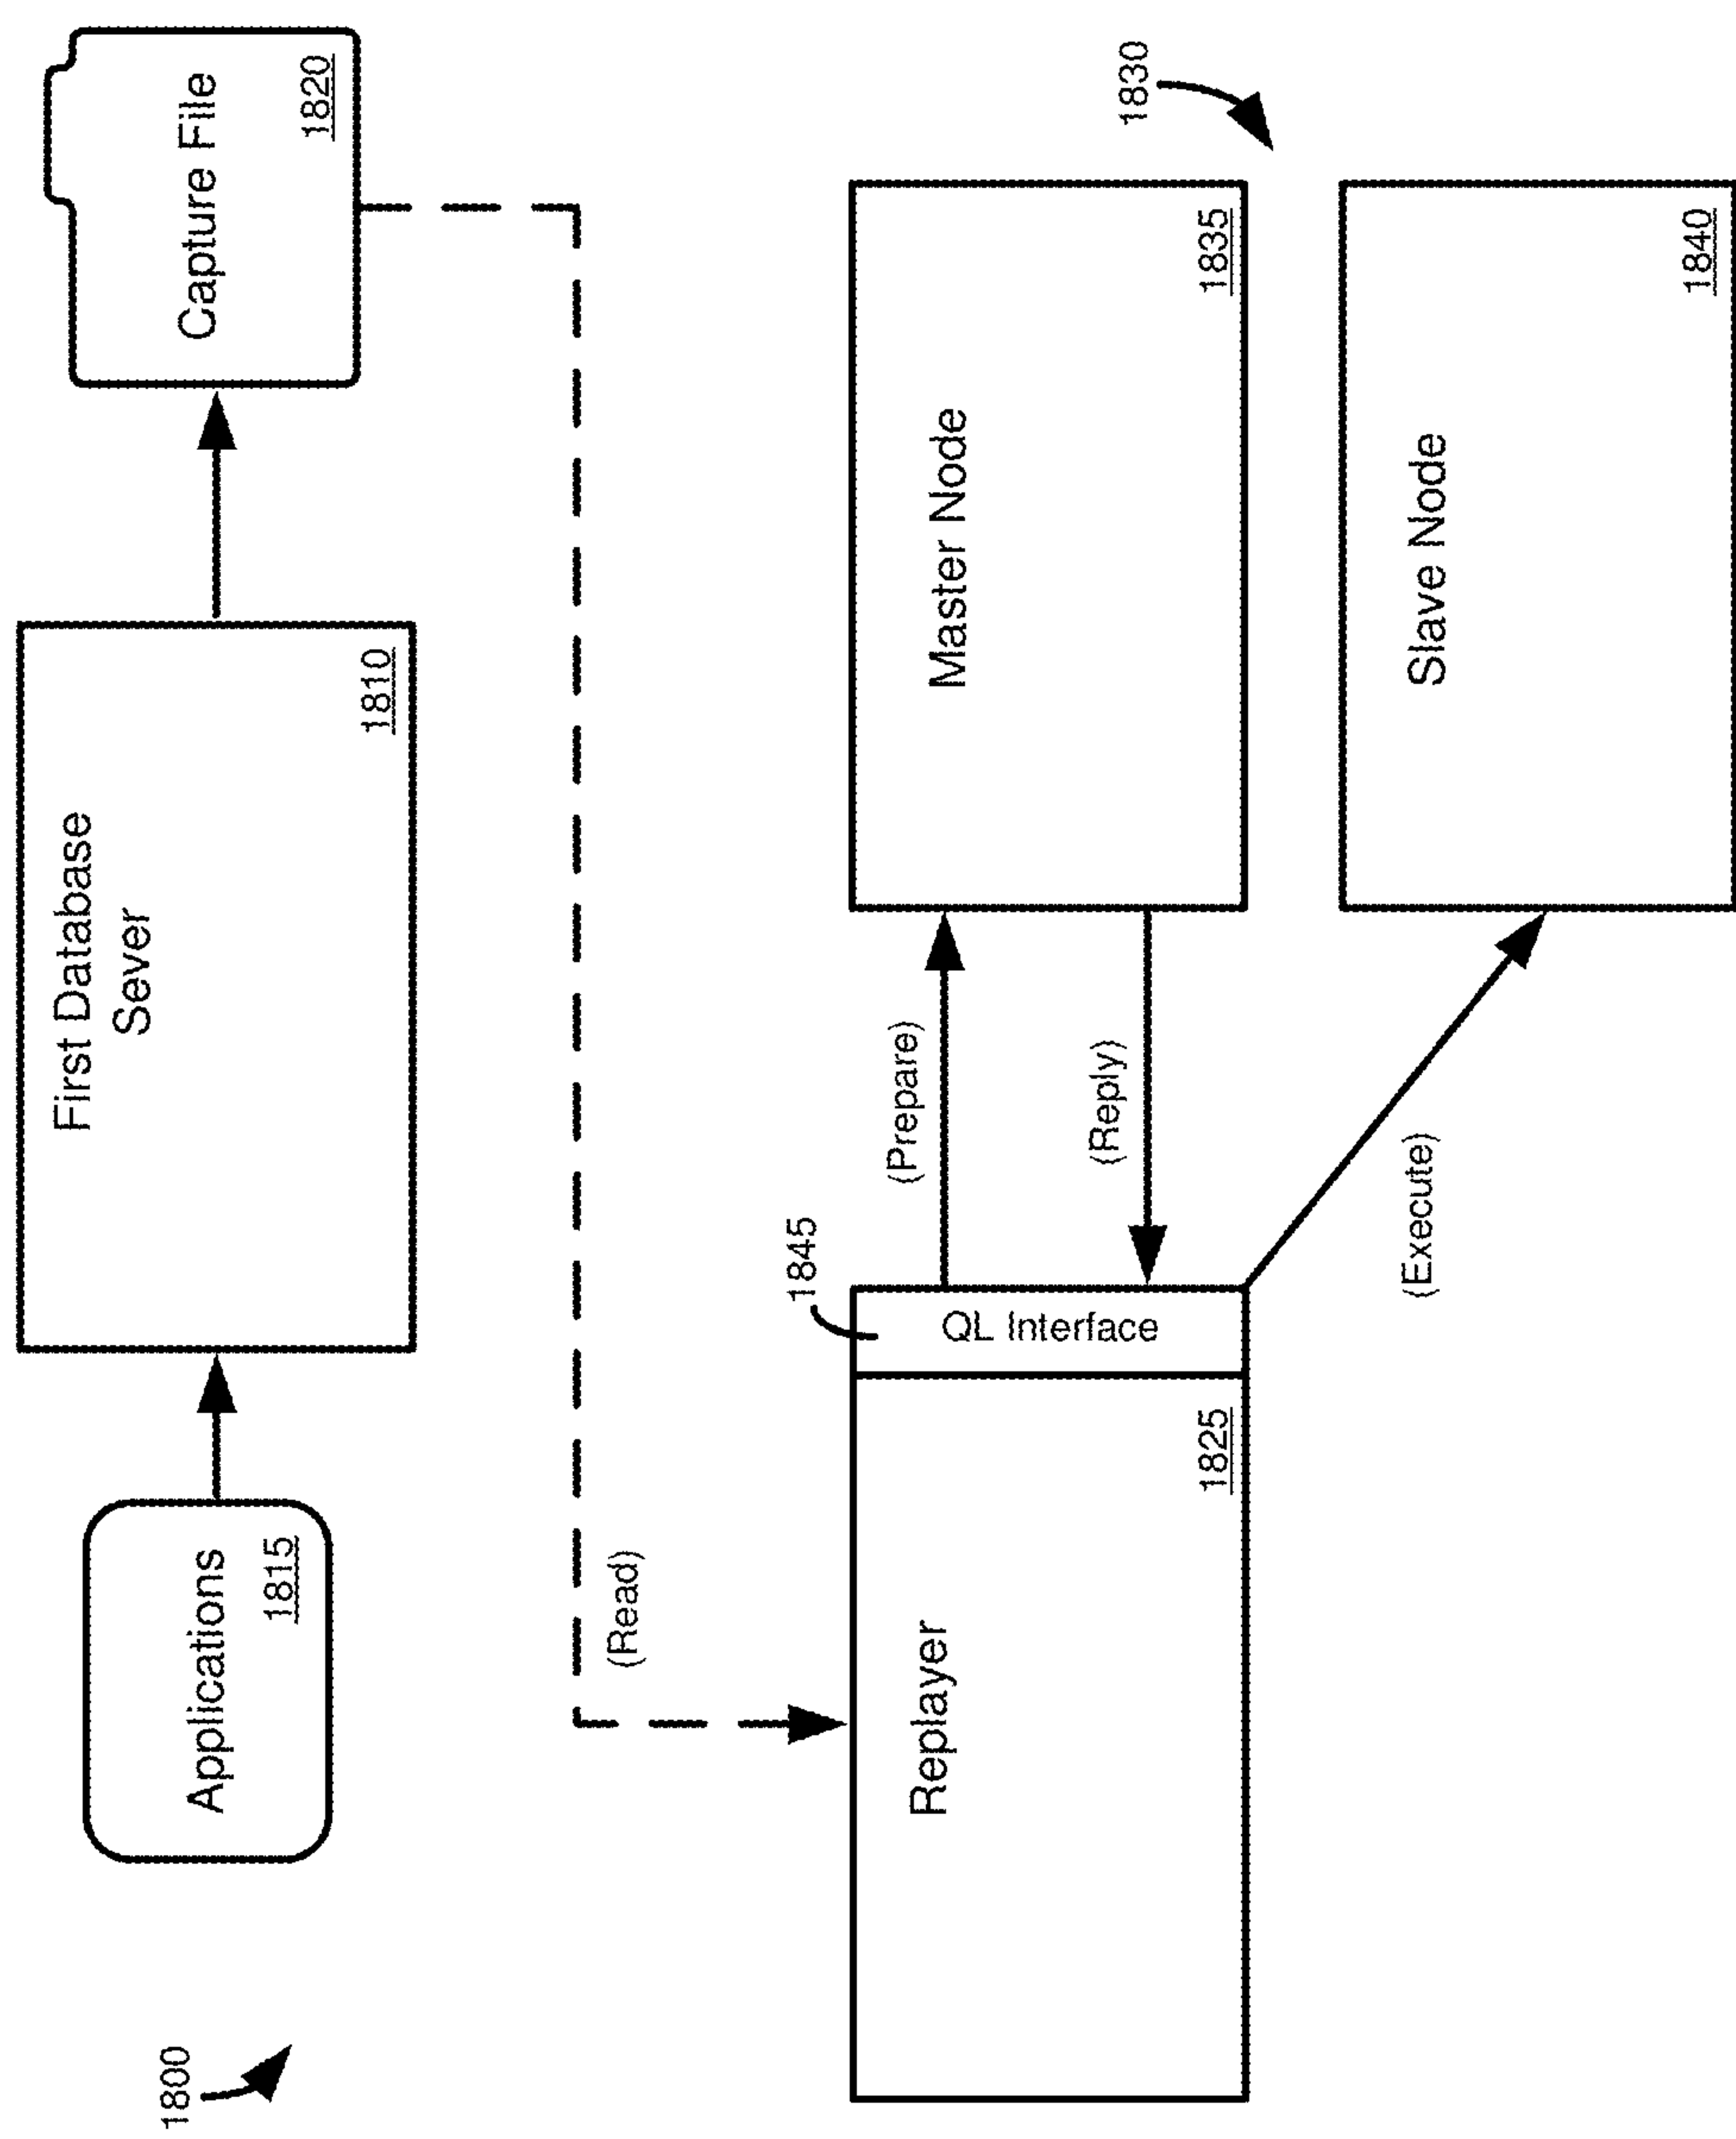 1800
Applications
1815
First Database
Sever
1810
Capture File
1820
(Read)
Replayer
1825
1845
QL Interface
(Prepare)
(Reply)
(Execute)
1830
Master Node
1835
Slave Node
1840